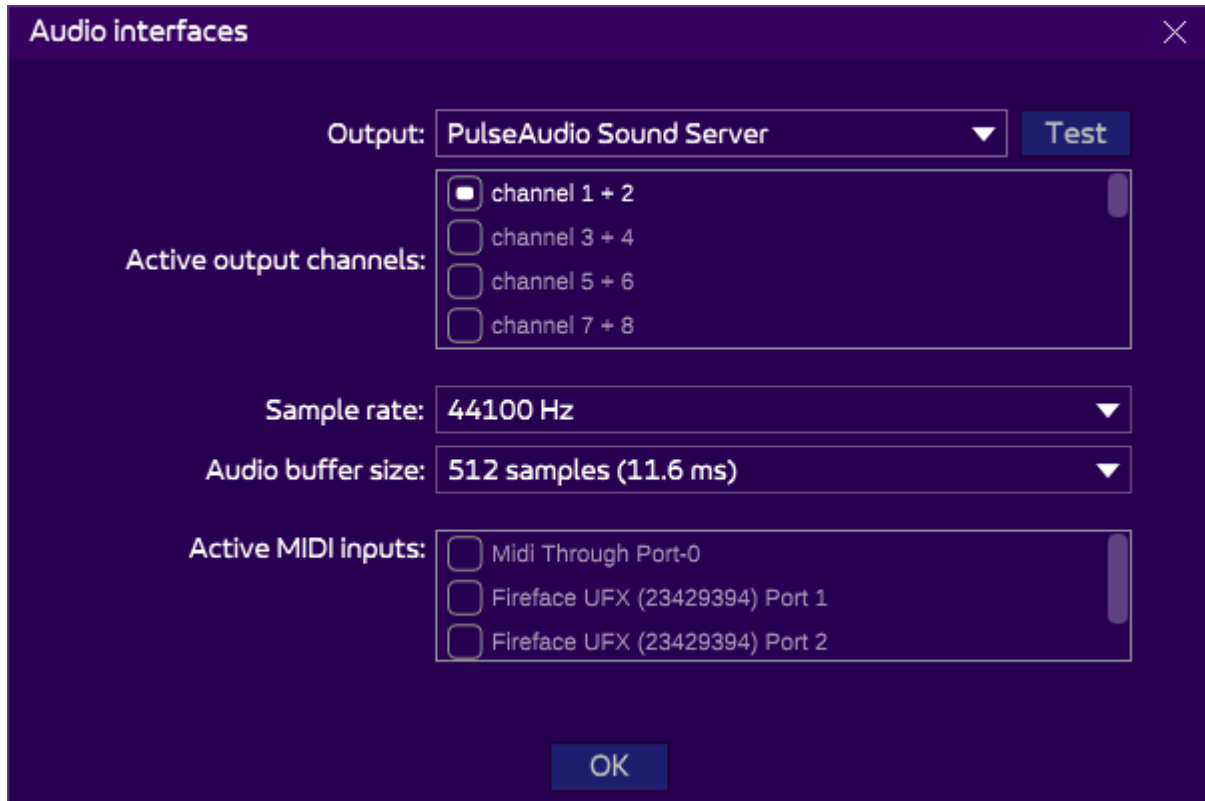 Audio interfaces
Output: PulseAudio Sound Server Test
Active output channels:
channel 1 + 2
channel 3 + 4
channel 5 + 6
channel 7 + 8
Sample rate: 44100 Hz
Audio buffer size: 512 samples (11.6 ms)
Active MIDI inputs:
Midi Through Port-0
Fireface UFX (23429394) Port 1
Fireface UFX (23429394) Port 2
OK